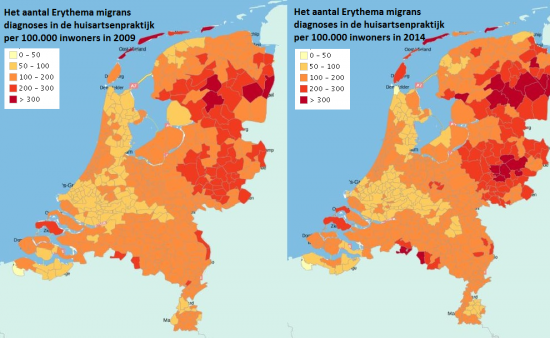 Het aantal Erythema migrans
diagnoses in de huisartsenpraktijk
per 100.000 inwoners in 2009
0 – 50
50 – 100
100 – 200
200 – 300
> 300
Het aantal Erythema migrans
diagnoses in de huisartsenpraktijk
per 100.000 inwoners in 2014
0 – 50
50 – 100
100 – 200
200 – 300
> 300